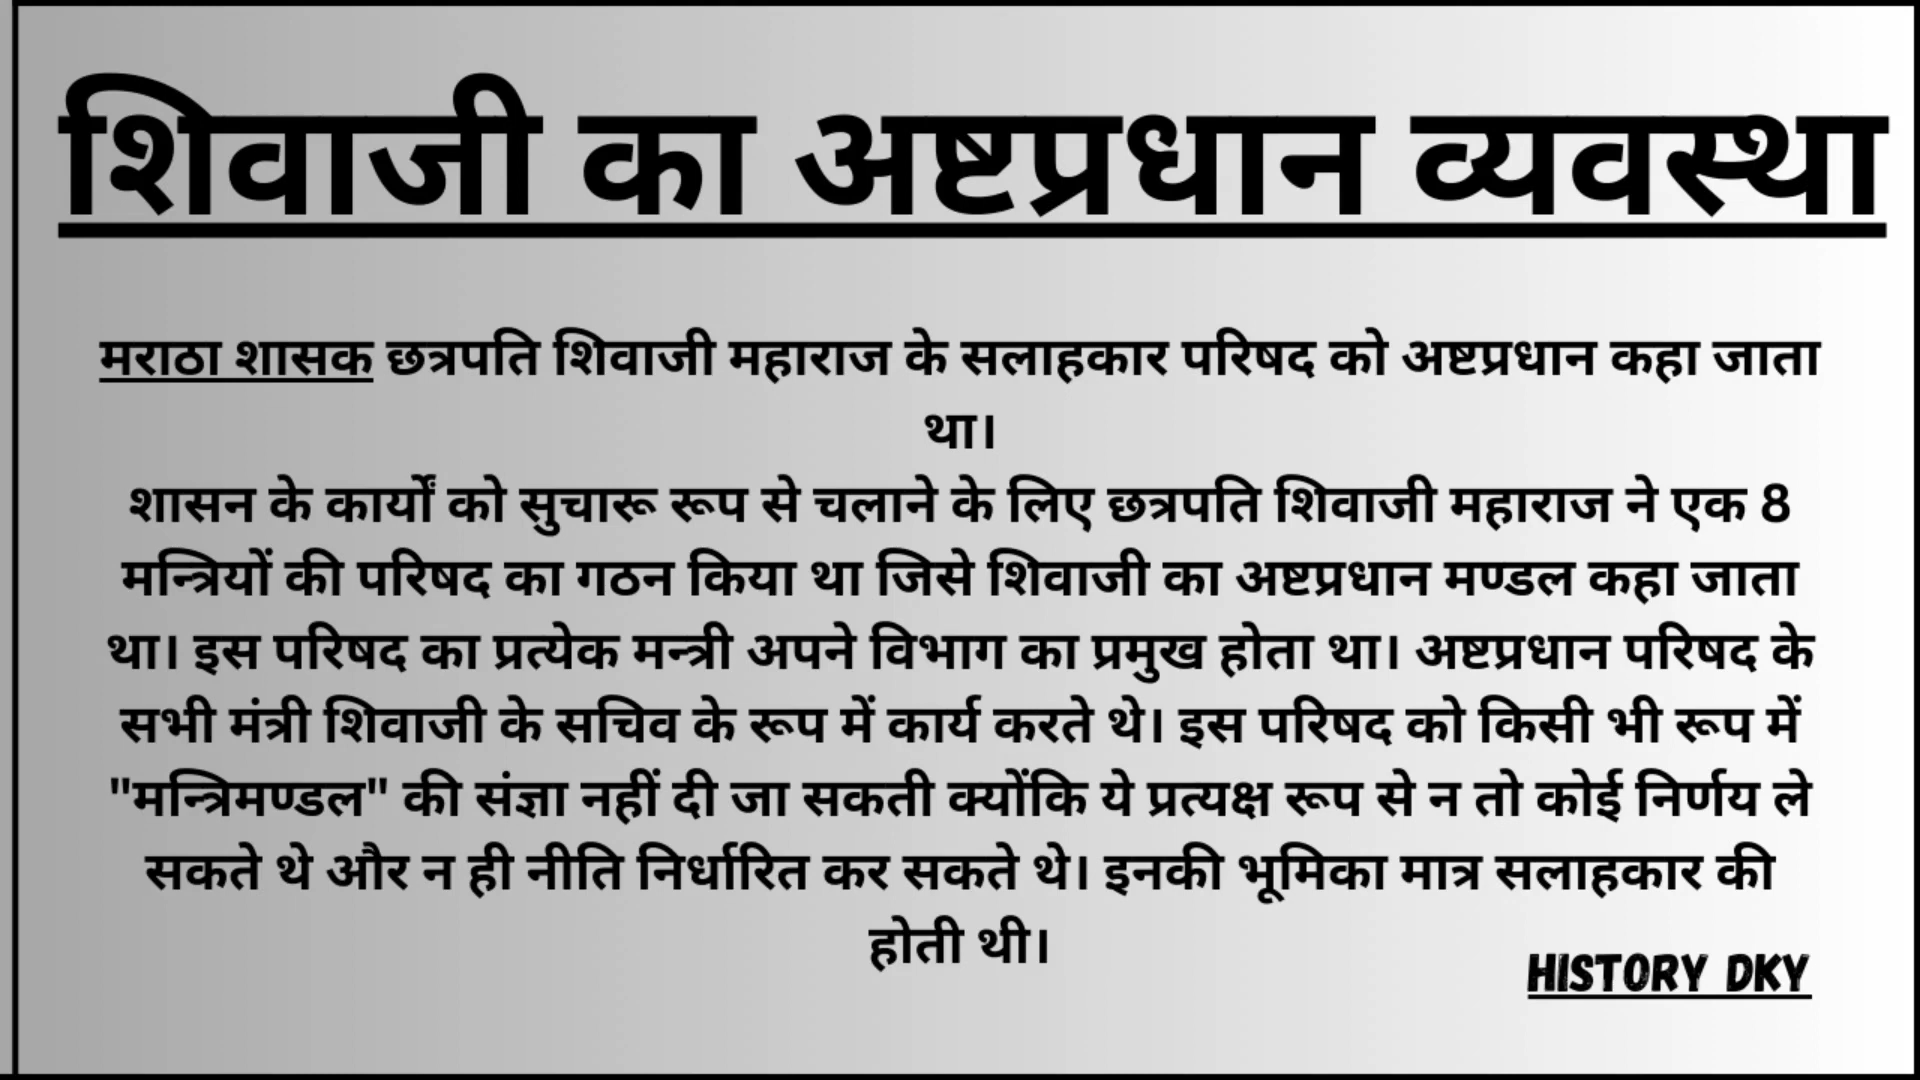 शिवाजी का अष्टप्रधान व्यवस्था
मराठा शासक छत्रपति शिवाजी महाराज के सलाहकार परिषद को अष्टप्रधान कहा जाता
था।
शासन के कार्यों को सुचारू रूप से चलाने के लिए छत्रपति शिवाजी महाराज ने एक 8
मन्त्रियों की परिषद का गठन किया था जिसे शिवाजी का अष्टप्रधान मण्डल कहा जाता
था। इस परिषद का प्रत्येक मन्त्री अपने विभाग का प्रमुख होता था। अष्टप्रधान परिषद के
सभी मंत्री शिवाजी के सचिव के रूप में कार्य करते थे। इस परिषद को किसी भी रूप में
"मन्त्रिमण्डल" की संज्ञा नहीं दी जा सकती क्योंकि ये प्रत्यक्ष रूप से न तो कोई निर्णय ले
सकते थे और न ही नीति निर्धारित कर सकते थे। इनकी भूमिका मात्र सलाहकार की
होती थी।
HISTORY DKY